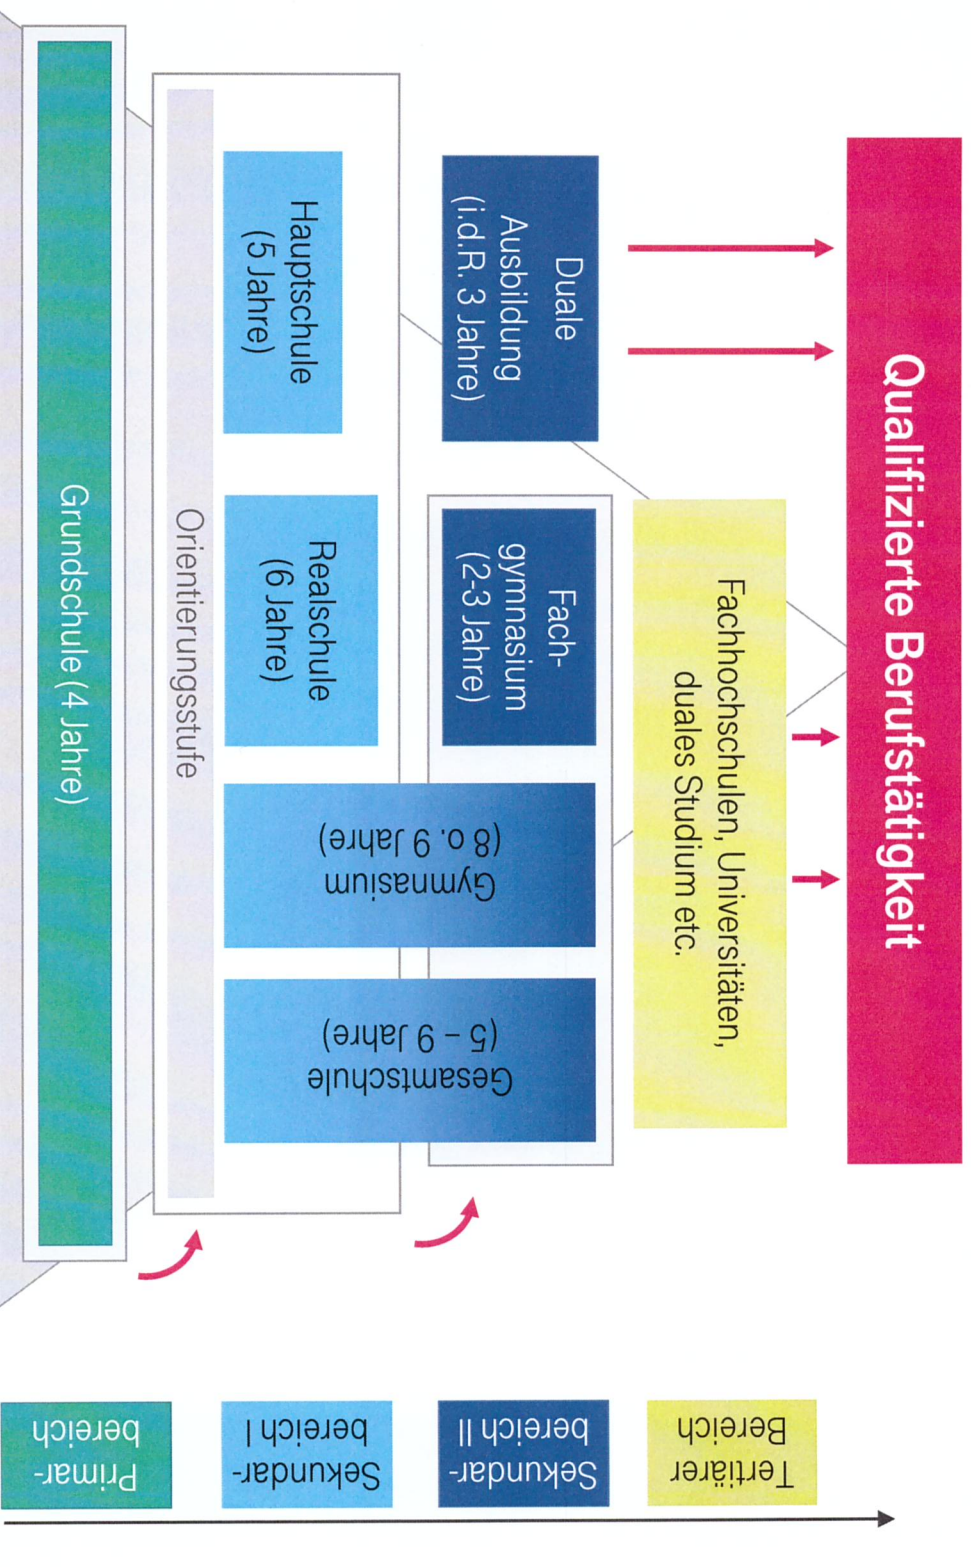 Qualifizierte Berufstätigkeit
Fachhochschulen, Universitäten,
duales Studium etc.
Duale
Ausbildung
(i.d.R. 3 Jahre)
Fach-
gymnasium
(2-3 Jahre)
Hauptschule
(5 Jahre)
Realschule
(6 Jahre)
Gymnasium
(8 o. 9 Jahre)
Gesamtschule
(5 – 9 Jahre)
Orientierungsstufe
Grundschule (4 Jahre)
Tertiärer
Bereich
Sekundar-
bereich II
Sekundar-
bereich I
Primar-
bereich